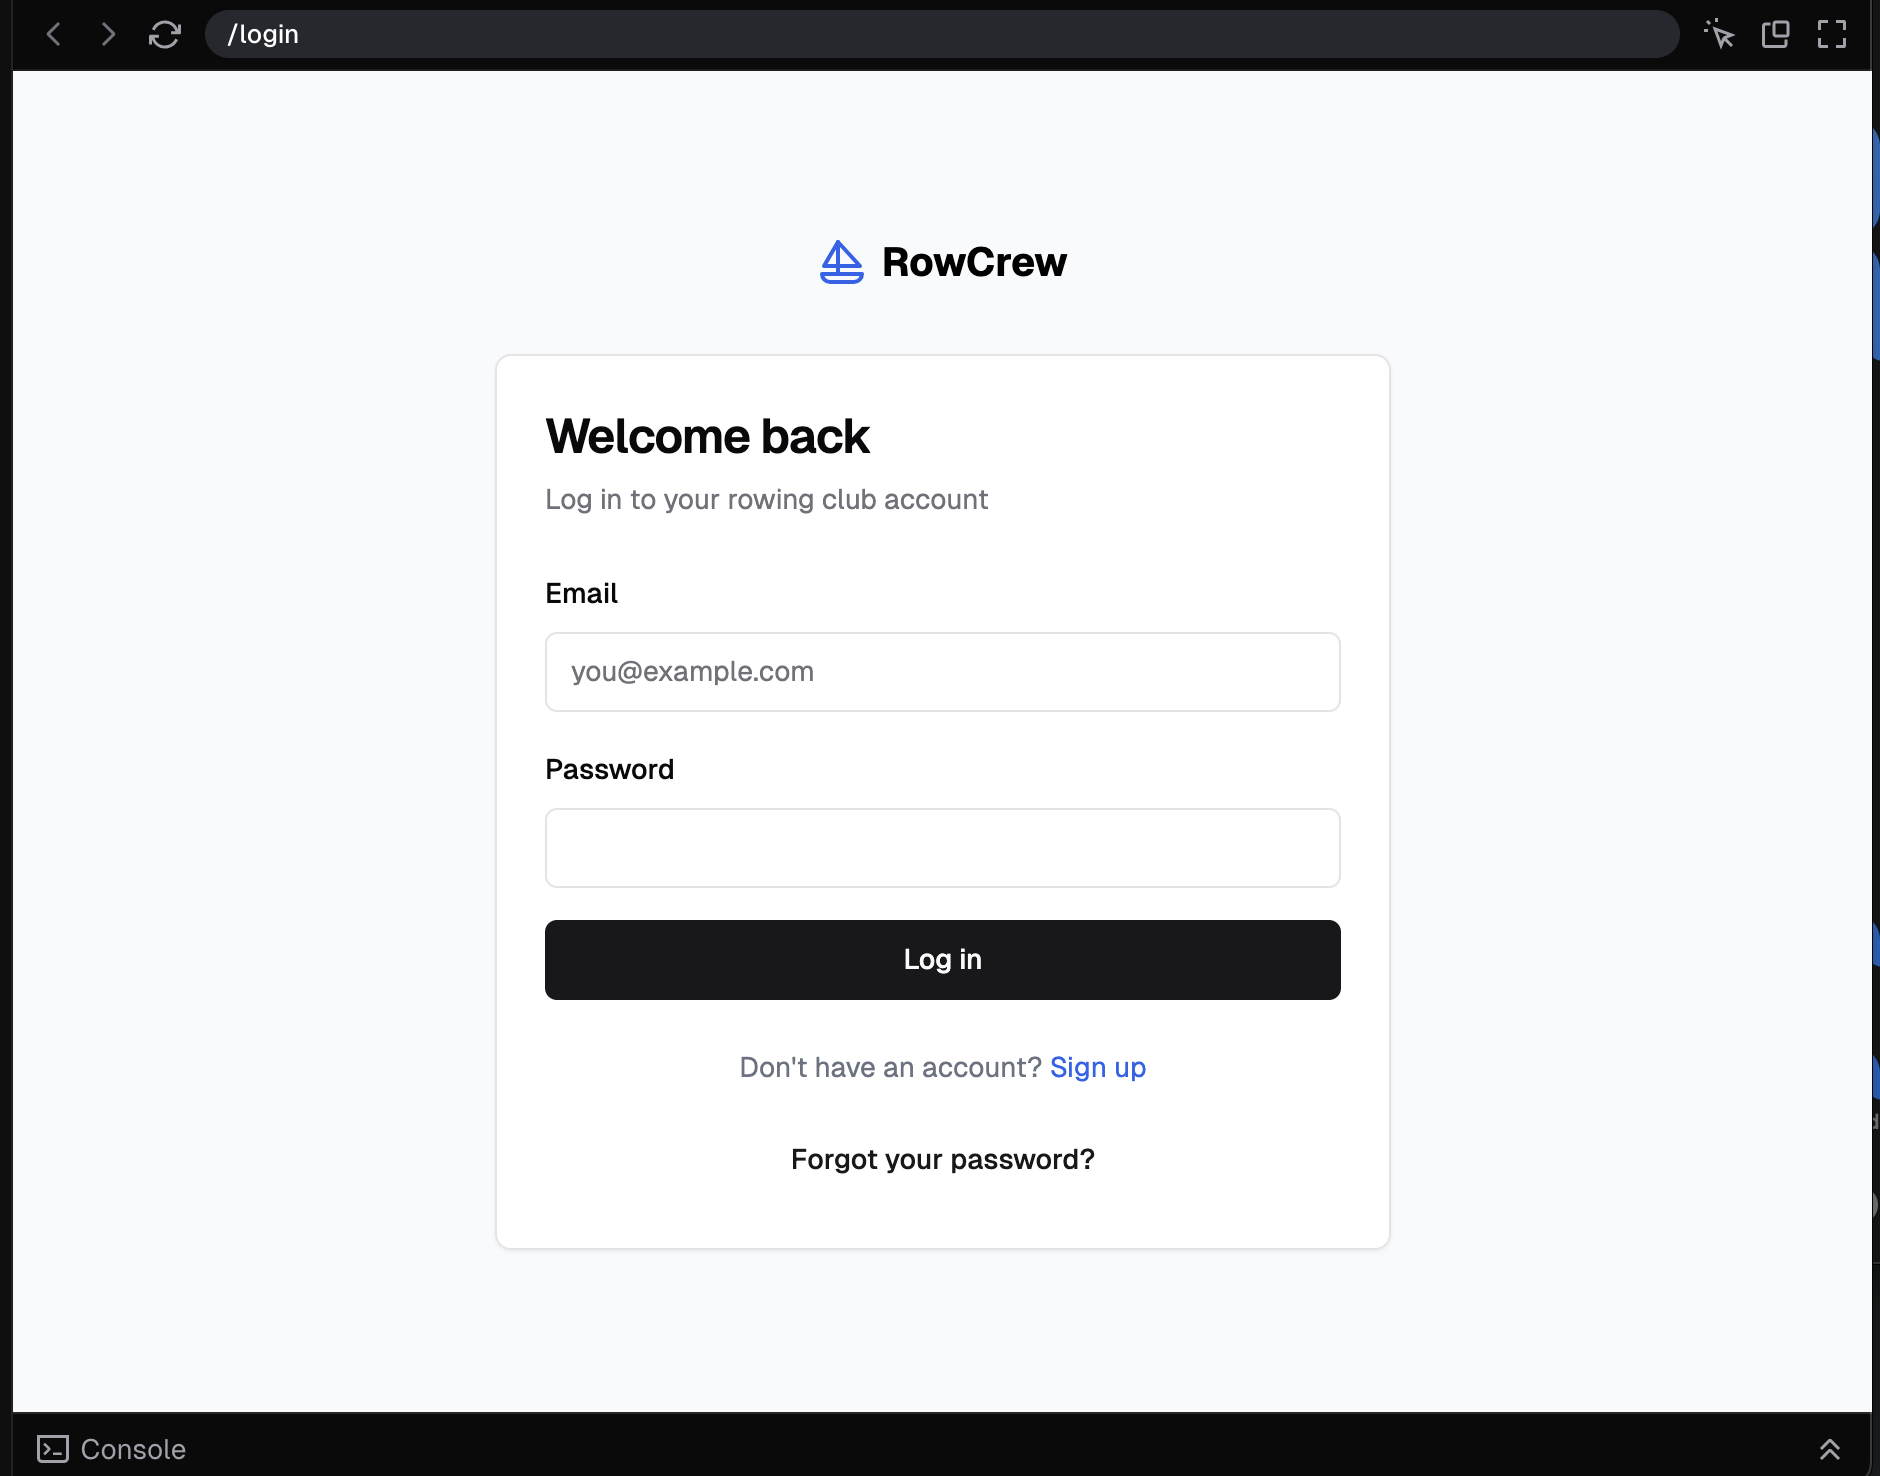 /login
RowCrew
Welcome back
Log in to your rowing club account
Email
you@example.com
Password
Log in
Don't have an account? Sign up
Forgot your password?
Console